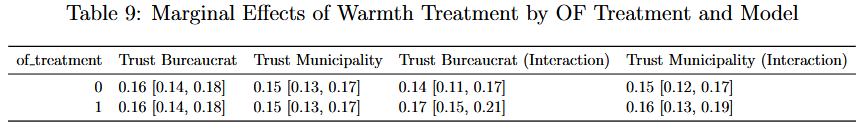 Table 9: Marginal Effects of Warmth Treatment by OF Treatment and Model
of_treatment Trust Bureaucrat Trust Municipality Trust Bureaucrat (Interaction) Trust Municipality (Interaction)
0 0.16 [0.14, 0.18] 0.15 [0.13, 0.17] 0.14 [0.11, 0.17] 0.15 [0.12, 0.17]
1 0.16 [0.14, 0.18] 0.15 [0.13, 0.17] 0.17 [0.15, 0.21] 0.16 [0.13, 0.19]